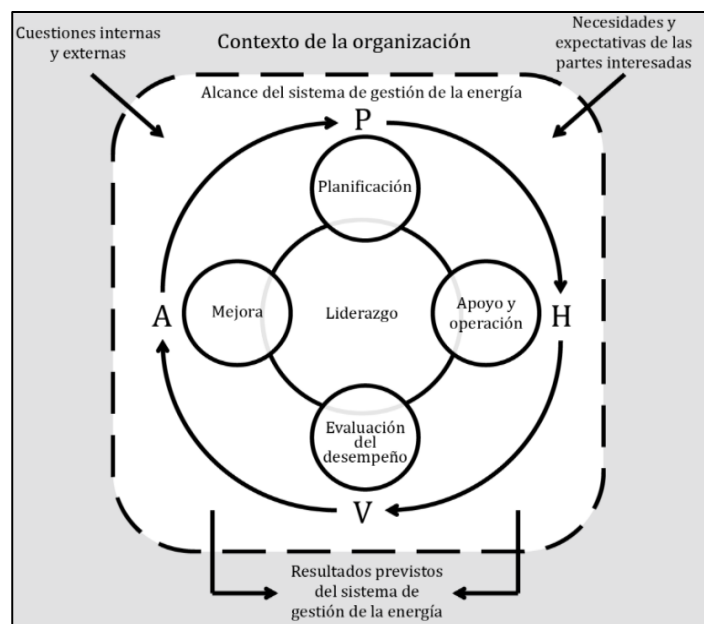 Cuestiones internas
y externas
Contexto de la organización
Necesidades y
expectativas de las
partes interesadas
Alcance del sistema de gestión de la energía
P
Planificación
A
Mejora
Liderazgo
Apoyo y
operación
H
Evaluación
del
desempeño
V
Resultados previstos
del sistema de
gestión de la energía